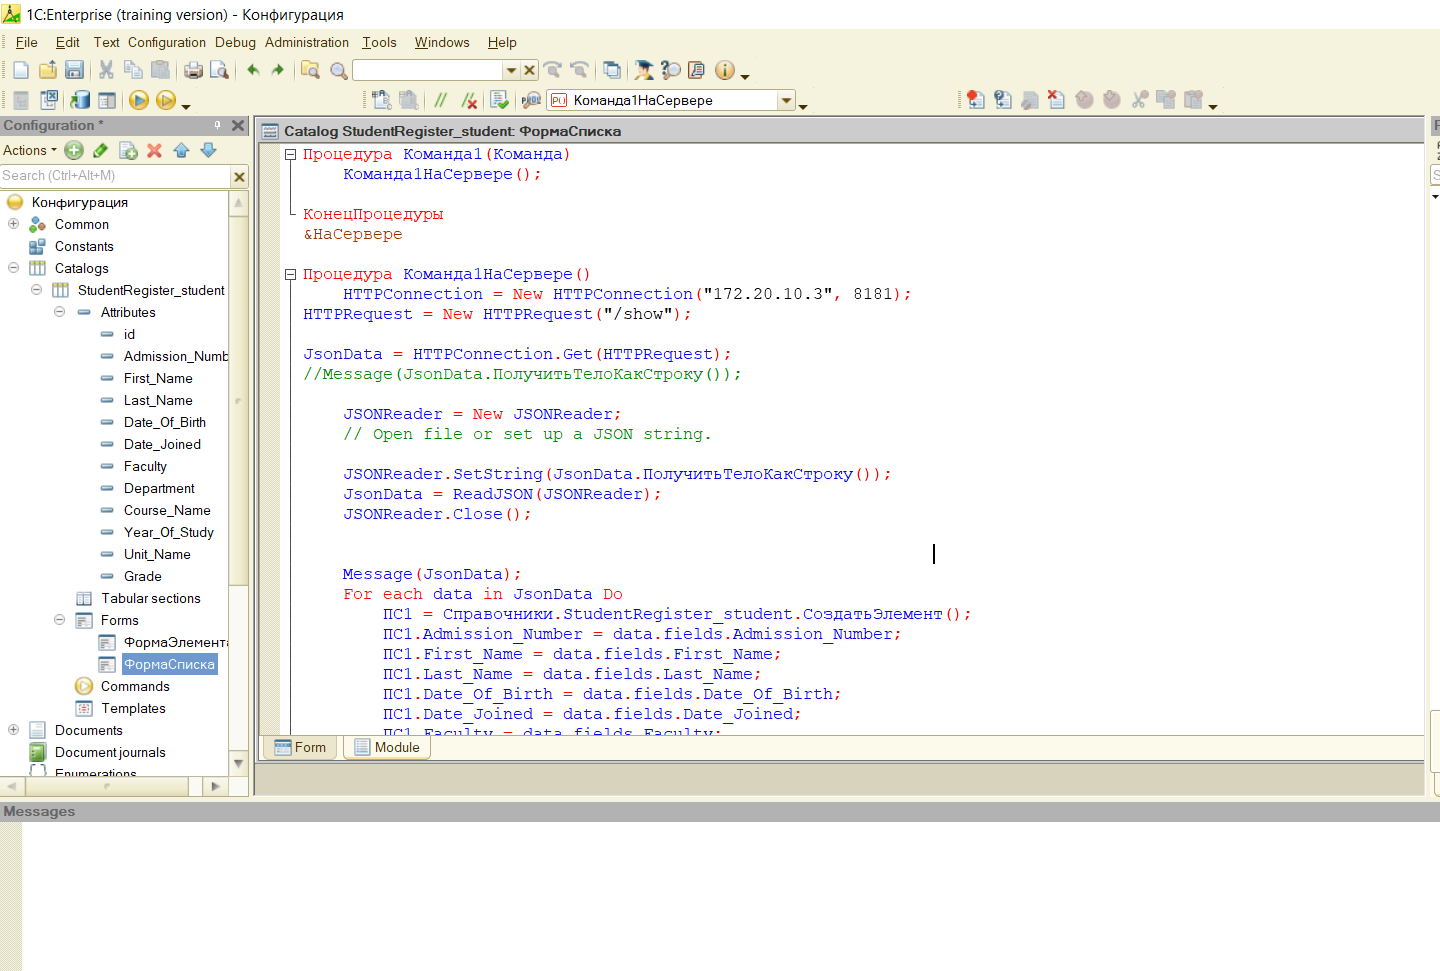 1C:Enterprise (training version) - Конфигурация
File Edit Text Configuration Debug Administration Tools Windows Help
Команда1НаСервере
Configuration *
Actions
Search (Ctrl+Alt+M)
Конфигурация
Common
Constants
Catalogs
StudentRegister_student
Attributes
id
Admission_Numb
First_Name
Last_Name
Date_Of_Birth
Date_Joined
Faculty
Department
Course_Name
Year_Of_Study
Unit_Name
Grade
Tabular sections
Forms
ФормаЭлемента
ФормаСписка
Commands
Templates
Documents
Document journals
Enumerations
Catalog StudentRegister_student: ФормаСписка
Процедура Команда1(Команда)
Команда1НаСервере();
КонецПроцедуры
&НаСервере
Процедура Команда1НаСервере()
HTTPConnection = New HTTPConnection("172.20.10.3", 8181);
HTTPRequest = New HTTPRequest("/show");
JsonData = HTTPConnection.Get(HTTPRequest);
//Message(JsonData.ПолучитьТелоКакСтроку());
JSONReader = New JSONReader;
// Open file or set up a JSON string.
JSONReader.SetString(JsonData.ПолучитьТелоКакСтроку());
JsonData = ReadJSON(JSONReader);
JSONReader.Close();
Message(JsonData);
For each data in JsonData Do
ПС1 = Справочники.StudentRegister_student.СоздатьЭлемент();
ПС1.Admission_Number = data.fields.Admission_Number;
ПС1.First_Name = data.fields.First_Name;
ПС1.Last_Name = data.fields.Last_Name;
ПС1.Date_Of_Birth = data.fields.Date_Of_Birth;
ПС1.Date_Joined = data.fields.Date_Joined;
ПС1.Faculty = data.fields.Faculty;
Form Module
Messages